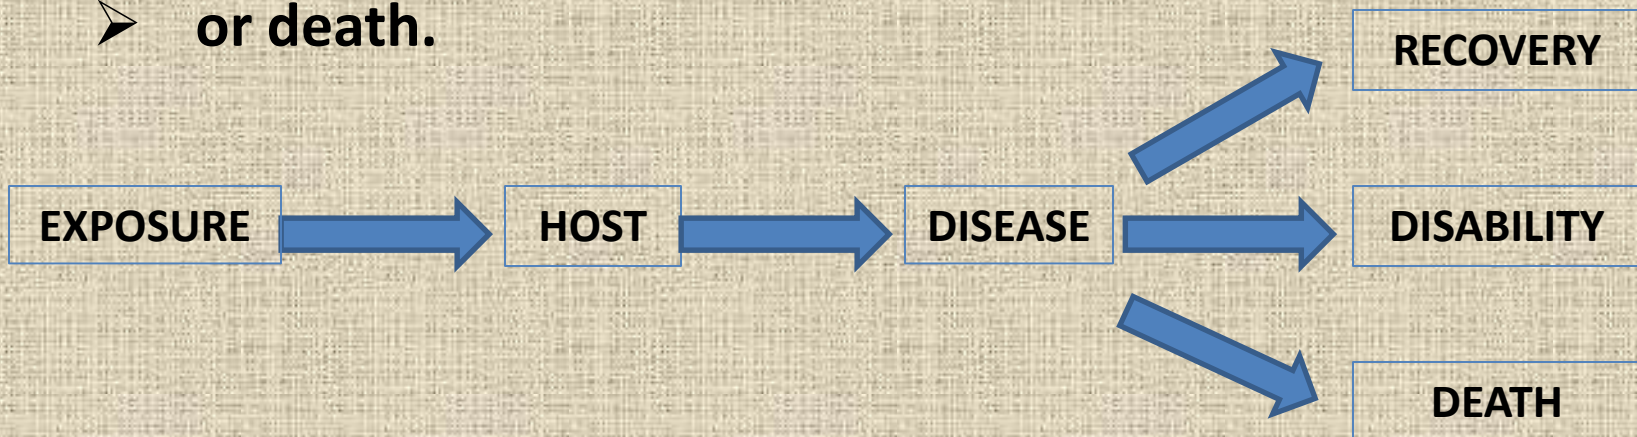 ➢ or death.
RECOVERY
EXPOSURE HOST DISEASE DISABILITY
DEATH